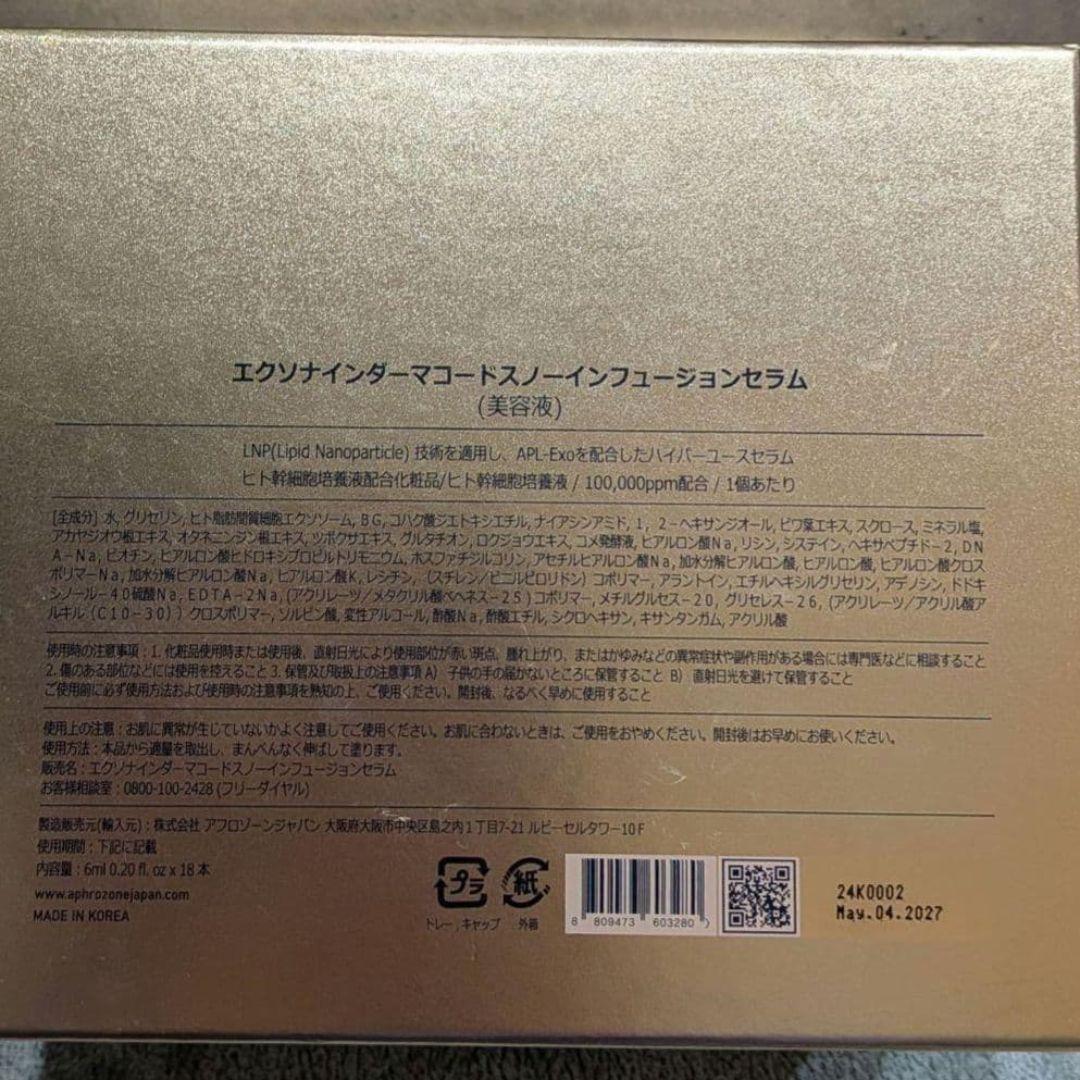 エクソナインダーマコードスノーインフュージョンセラム
(美容液)
LNP(Lipid Nanoparticle) 技術を適用し、APL-Exoを配合したハイパーユースセラム
ヒト幹細胞培養液配合化粧品/ヒト幹細胞培養液 / 100,000ppm配合 / 1個あたり
[全成分] 水, グリセリン, ヒト脂肪間質細胞エクソソーム, BG, コハク酸ジエトキシエチル, ナイアシンアミド, 1, 2-ヘキサンジオール, ビワ葉エキス, スクロース, ミネラル塩,
アカヤジオウ根エキス, オタネニンジン根エキス, ツボクサエキス, グルタチオン, ロクジョウエキス, コメ発酵液, ヒアルロン酸Na, リシン, システイン, ヘキサペプチド-2, DN
A-Na, ビオチン, ヒアルロン酸ヒドロキシプロピルトリモニウム, ホスファチジルコリン, アセチルヒアルロン酸Na, 加水分解ヒアルロン酸, ヒアルロン酸, ヒアルロン酸クロス
ポリマーNa, 加水分解ヒアルロン酸Na, ヒアルロン酸K, レシチン, (スチレン/ビニルピロリドン) コポリマー, アラントイン, エチルヘキシルグリセリン, アデノシン, ドドキ
シノール-40硫酸Na, EDTA-2Na, (アクリレーツ/メタクリル酸ベヘネス-25) コポリマー, メチルグルセス-20, グリセレス-26, (アクリレーツ/アクリル酸ア
ルキル (C10-30)) クロスポリマー, ソルビン酸, 変性アルコール, 酢酸Na, 酢酸エチル, シクロヘキサン, キサンタンガム, アクリル酸
使用時の注意事項 : 1. 化粧品使用時または使用後、直射日光により使用部位が赤い斑点、腫れ上がり、またはかゆみなどの異常症状や副作用がある場合には専門医などに相談すること
2. 傷のある部位などには使用を控えること 3. 保管及び取扱上の注意事項 A) 子供の手の届かないところに保管すること B) 直射日光を避けて保管すること
ご使用前に必ず使用方法および使用時の注意事項を熟知の上、ご使用ください。開封後、なるべく早めに使用すること
使用上の注意 : お肌に異常が生じていないかよく注意してご使用ください。お肌に合わないときは、ご使用をおやめください。開封後はお早めにお使いください。
使用方法 : 本品から適量を取出し、まんべんなく伸ばして塗ります。
販売名 : エクソナインダーマコードスノーインフュージョンセラム
お客様相談室 : 0800-100-2428 (フリーダイヤル)
製造販売元(輸入元) : 株式会社 アフロゾーンジャパン 大阪府大阪市中央区島之内1丁目7-21 ルビーセルタワー10F
使用期間 : 下記に記載
内容量 : 6ml 0.20 fl. oz x 18 本
www.aphrozonejapan.com
MADE IN KOREA
プラ
トレー, キャップ
紙
外箱
8 809473 603280
24K0002
May.04.2027